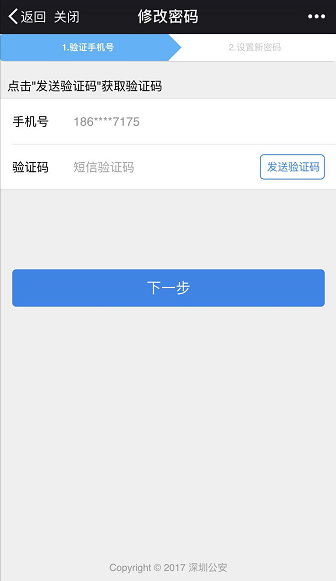 返回 关闭 修改密码
1.验证手机号 2.设置新密码
点击"发送验证码"获取验证码
手机号 186****7175
验证码 短信验证码 发送验证码
下一步
Copyright © 2017 深圳公安